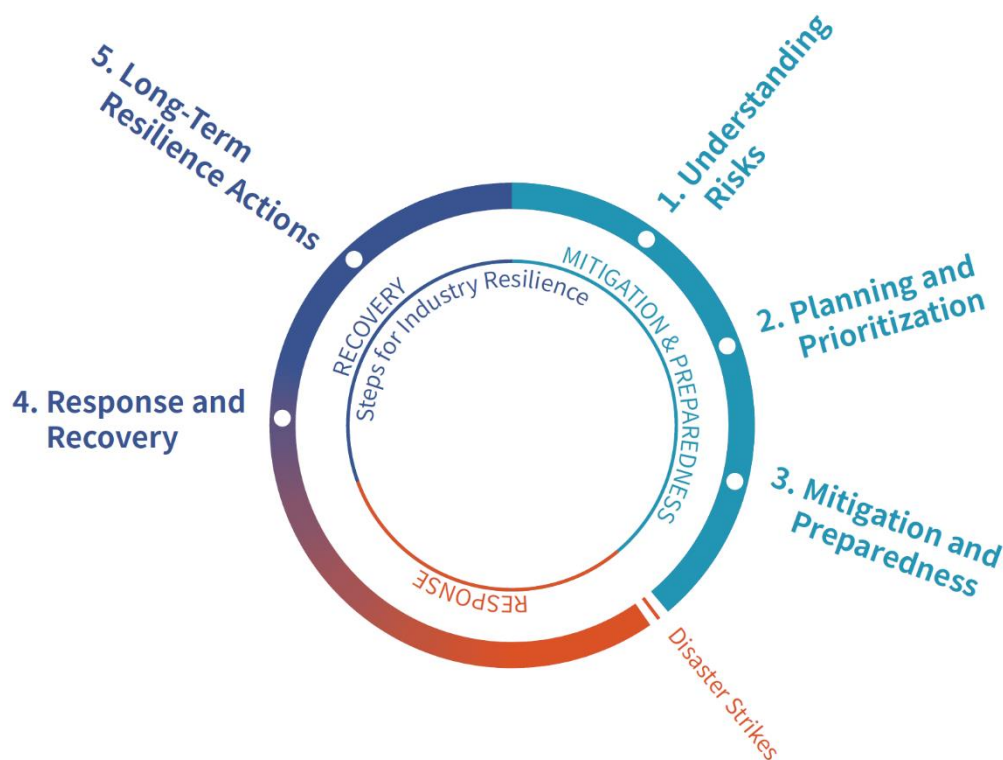 1. Understanding
Risks
2. Planning and
Prioritization
3. Mitigation and
Preparedness
Disaster Strikes
4. Response and
Recovery
5. Long-Term
Resilience Actions
MITIGATION & PREPAREDNESS
RESPONSE
RECOVERY
Steps for Industry Resilience